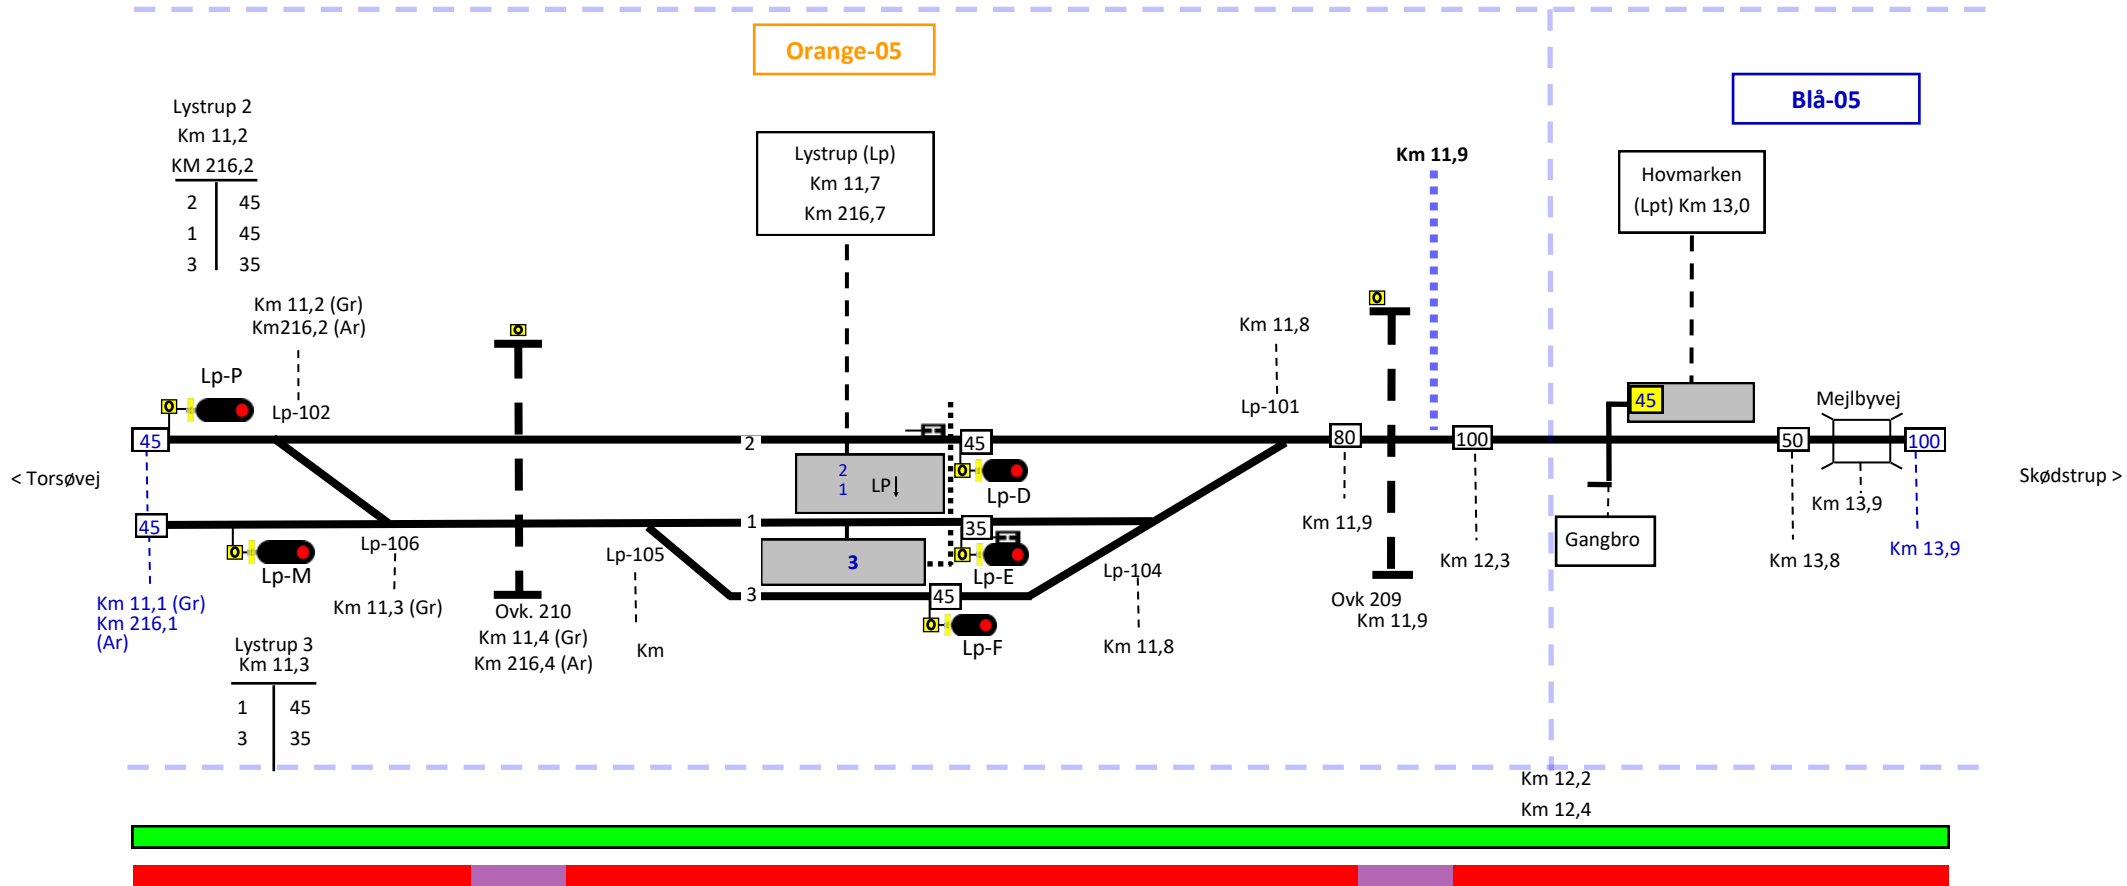 Orange-05
Blå-05
Lystrup 2
Km 11,2
KM 216,2
2 45
1 45
3 35
Lystrup (Lp)
Km 11,7
Km 216,7
Km 11,9
Hovmarken
(Lpt) Km 13,0
Km 11,2 (Gr)
Km216,2 (Ar)
Km 11,8
Lp-P
Lp-102
Lp-101
45
Mejlbyvej
45
2
45
80
100
50
100
< Torsøvej
2
1
LP↓
Lp-D
Skødstrup >
Km 13,9
45
1
35
Km 11,9
Gangbro
Lp-M
Lp-106
Lp-105
3
Lp-E
Lp-104
Km 12,3
Km 13,8
Km 13,9
Km 11,1 (Gr)
Km 216,1
(Ar)
Km 11,3 (Gr)
3
45
Ovk. 210
Km 11,4 (Gr)
Km 216,4 (Ar)
Km
Lp-F
Km 11,8
Ovk 209
Km 11,9
Lystrup 3
Km 11,3
1 45
3 35
Km 12,2
Km 12,4